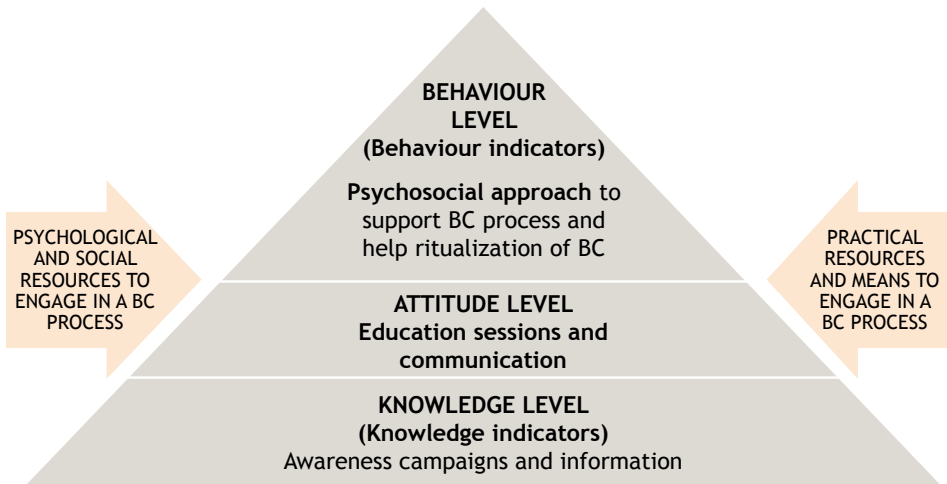 BEHAVIOUR
LEVEL
(Behaviour indicators)
Psychosocial approach to
support BC process and
help ritualization of BC
PSYCHOLOGICAL
AND SOCIAL
RESOURCES TO
ENGAGE IN A BC
PROCESS
PRACTICAL
RESOURCES
AND MEANS TO
ENGAGE IN A
BC PROCESS
ATTITUDE LEVEL
Education sessions and
communication
KNOWLEDGE LEVEL
(Knowledge indicators)
Awareness campaigns and information